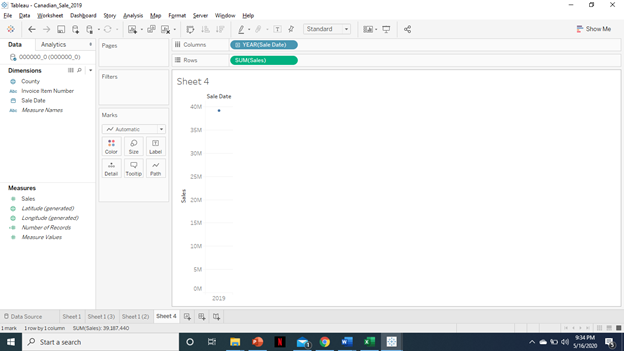 Tableau - Canadian_Sale_2019
File Data Worksheet Dashboard Story Analysis Map Format Server Window Help
Standard
Show Me
Data Analytics
000000_0 (000000_0)
Dimensions
County
Abc Invoice Item Number
Sale Date
Abc Measure Names
Measures
Sales
Latitude (generated)
Longitude (generated)
Number of Records
Measure Values
Pages
Filters
Marks
Automatic
Color Size Label
Detail Tooltip Path
Columns YEAR(Sale Date)
Rows SUM(Sales)
Sheet 4
Sale Date
40M
35M
30M
25M
20M
15M
10M
5M
0M
Sales
2019
Data Source Sheet 1 Sheet 1 (3) Sheet 1 (2) Sheet 4
1 mark 1 row by 1 column SUM(Sales): 39,187,440
Start a search
9:34 PM
5/16/2020